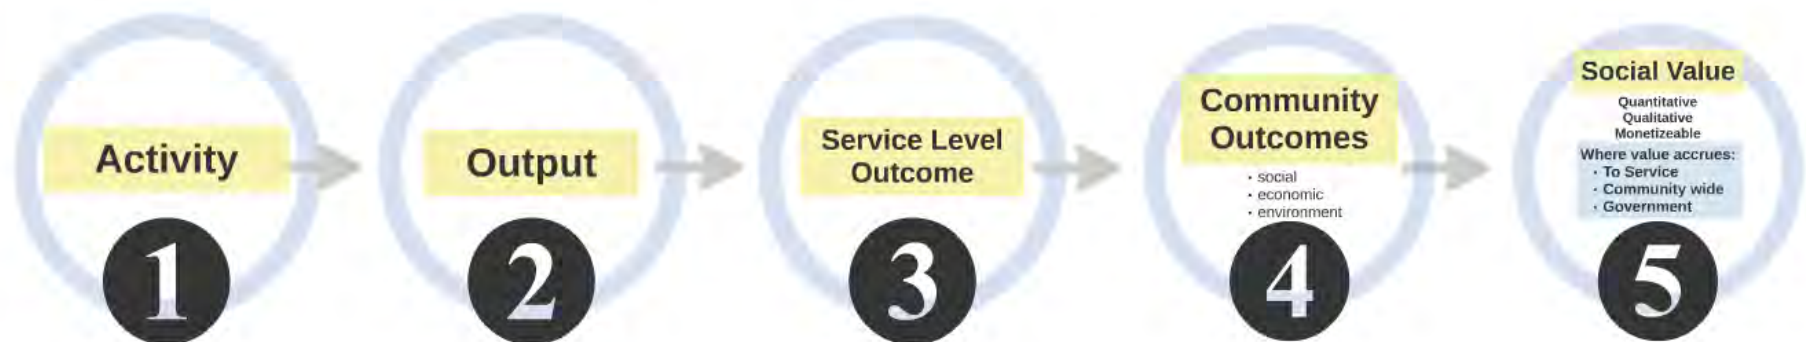 Activity
1
Output
2
Service Level
Outcome
3
Community
Outcomes
· social
· economic
· environment
4
Social Value
Quantitative
Qualitative
Monetizeable
Where value accrues:
· To Service
· Community wide
· Government
5